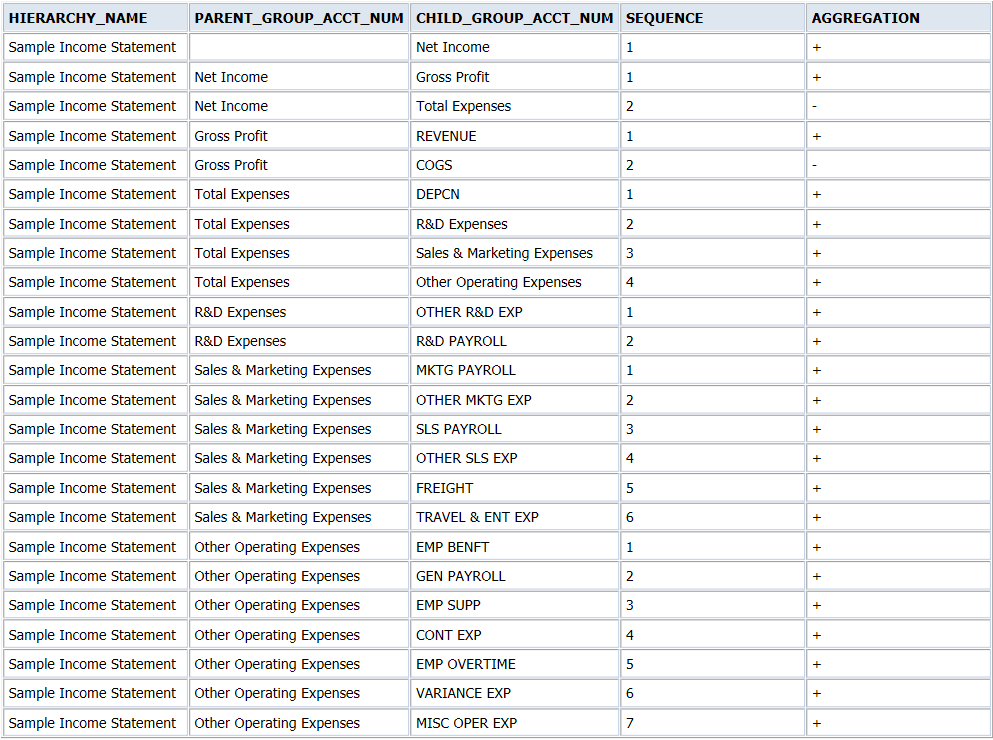 HIERARCHY_NAME PARENT_GROUP_ACCT_NUM CHILD_GROUP_ACCT_NUM SEQUENCE AGGREGATION
Sample Income Statement Net Income 1 +
Sample Income Statement Net Income Gross Profit 1 +
Sample Income Statement Net Income Total Expenses 2 -
Sample Income Statement Gross Profit REVENUE 1 +
Sample Income Statement Gross Profit COGS 2 -
Sample Income Statement Total Expenses DEPCN 1 +
Sample Income Statement Total Expenses R&D Expenses 2 +
Sample Income Statement Total Expenses Sales & Marketing Expenses 3 +
Sample Income Statement Total Expenses Other Operating Expenses 4 +
Sample Income Statement R&D Expenses OTHER R&D EXP 1 +
Sample Income Statement R&D Expenses R&D PAYROLL 2 +
Sample Income Statement Sales & Marketing Expenses MKTG PAYROLL 1 +
Sample Income Statement Sales & Marketing Expenses OTHER MKTG EXP 2 +
Sample Income Statement Sales & Marketing Expenses SLS PAYROLL 3 +
Sample Income Statement Sales & Marketing Expenses OTHER SLS EXP 4 +
Sample Income Statement Sales & Marketing Expenses FREIGHT 5 +
Sample Income Statement Sales & Marketing Expenses TRAVEL & ENT EXP 6 +
Sample Income Statement Other Operating Expenses EMP BENFT 1 +
Sample Income Statement Other Operating Expenses GEN PAYROLL 2 +
Sample Income Statement Other Operating Expenses EMP SUPP 3 +
Sample Income Statement Other Operating Expenses CONT EXP 4 +
Sample Income Statement Other Operating Expenses EMP OVERTIME 5 +
Sample Income Statement Other Operating Expenses VARIANCE EXP 6 +
Sample Income Statement Other Operating Expenses MISC OPER EXP 7 +